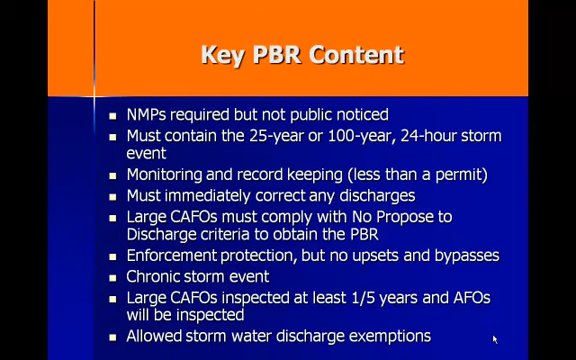 Key PBR Content
NMPs required but not public noticed
Must contain the 25-year or 100-year, 24-hour storm
event
Monitoring and record keeping (less than a permit)
Must immediately correct any discharges
Large CAFOs must comply with No Propose to
Discharge criteria to obtain the PBR
Enforcement protection, but no upsets and bypasses
Chronic storm event
Large CAFOs inspected at least 1/5 years and AFOs
will be inspected
Allowed storm water discharge exemptions